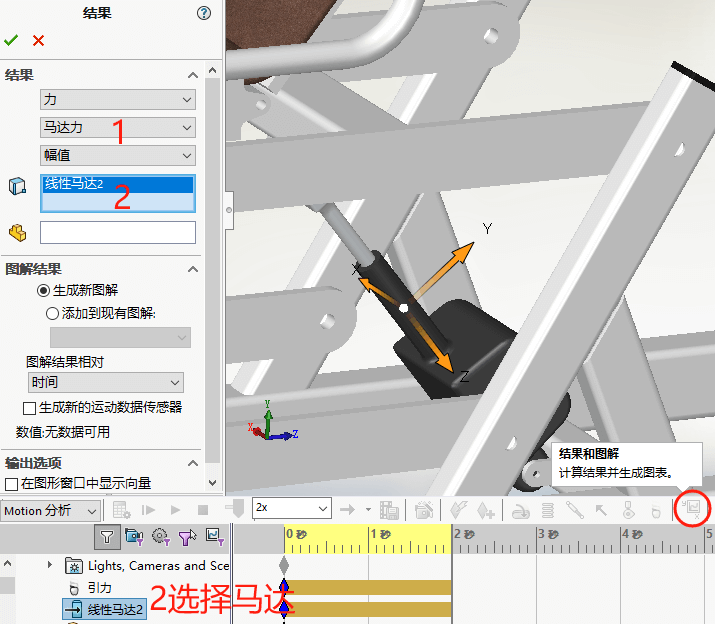 结果
?
结果
力
马达力
1
幅值
线性马达2
2
图解结果
生成新图解
添加到现有图解:
图解结果相对
时间
生成新的运动数据传感器
数值:无数据可用
输出选项
在图形窗口中显示向量
Y
X
Z
Y
X
Z
结果和图解
计算结果并生成图表。
Motion 分析
2x
0 秒
1 秒
2 秒
3 秒
4 秒
5
Lights, Cameras and Sce
引力
线性马达2
2选择马达